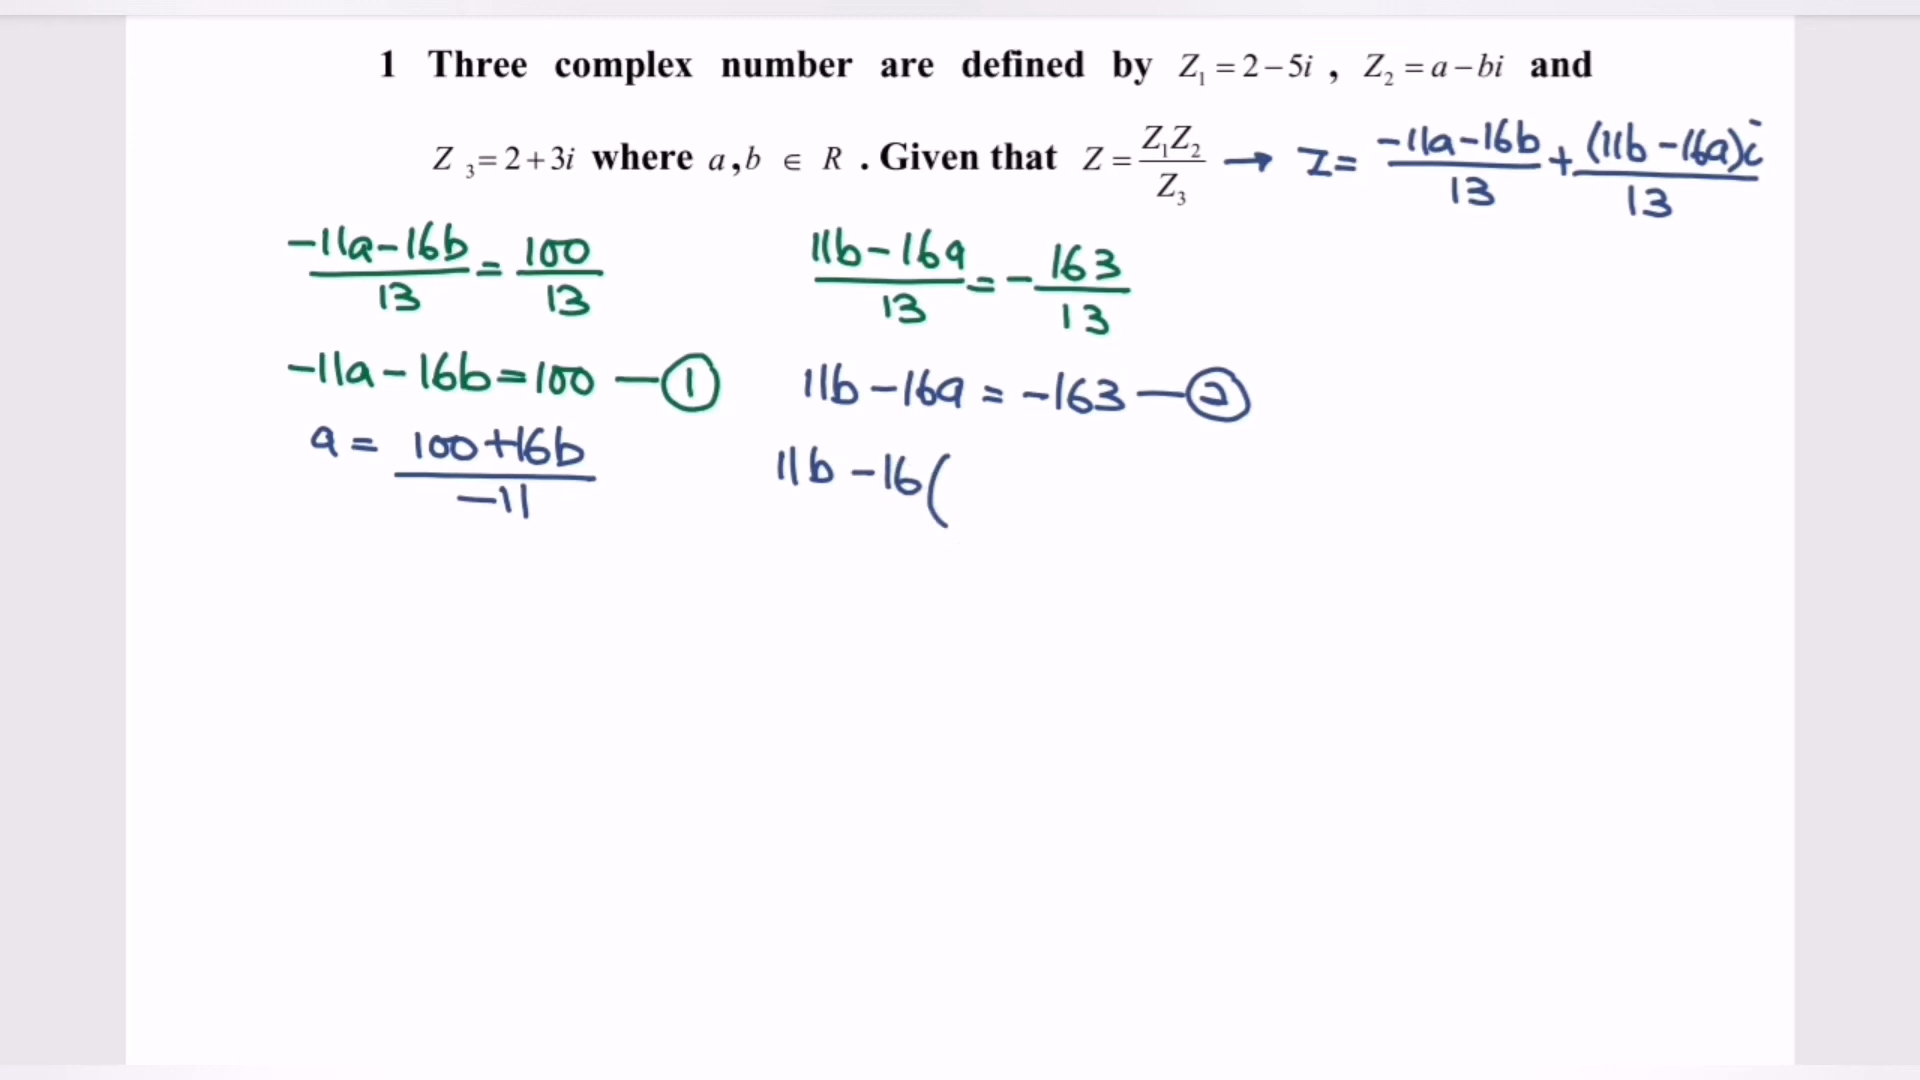 1 Three complex number are defined by Z₁ = 2 − 5i , Z₂ = a − bi and
Z ₃ = 2 + 3i where a , b ∈ R . Given that Z = Z₁Z₂/Z₃ → Z = (-11a-16b)/13 + (11b-16a)i/13
(-11a-16b)/13 = 100/13
(11b-16a)/13 = -163/13
-11a-16b=100 —①
11b-16a = -163 —②
a = (100+16b)/-11
11b -16(